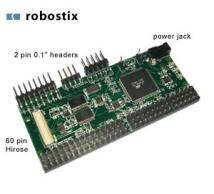 robostix
power jack
2 pin 0.1" headers
60 pin
Hirose